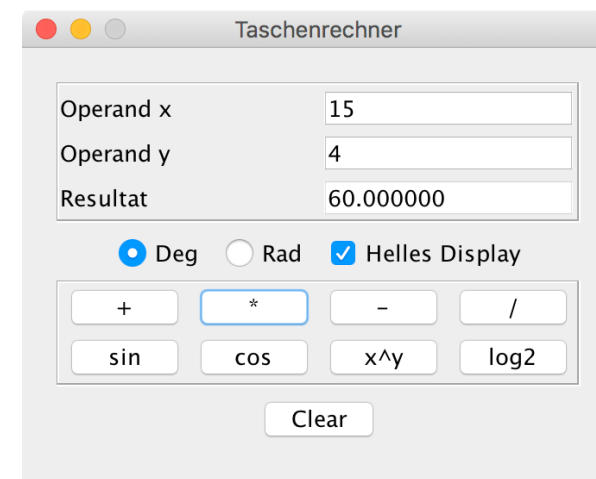 Taschenrechner
Operand x 15
Operand y 4
Resultat 60.000000
Deg Rad Helles Display
+ * - /
sin cos x^y log2
Clear